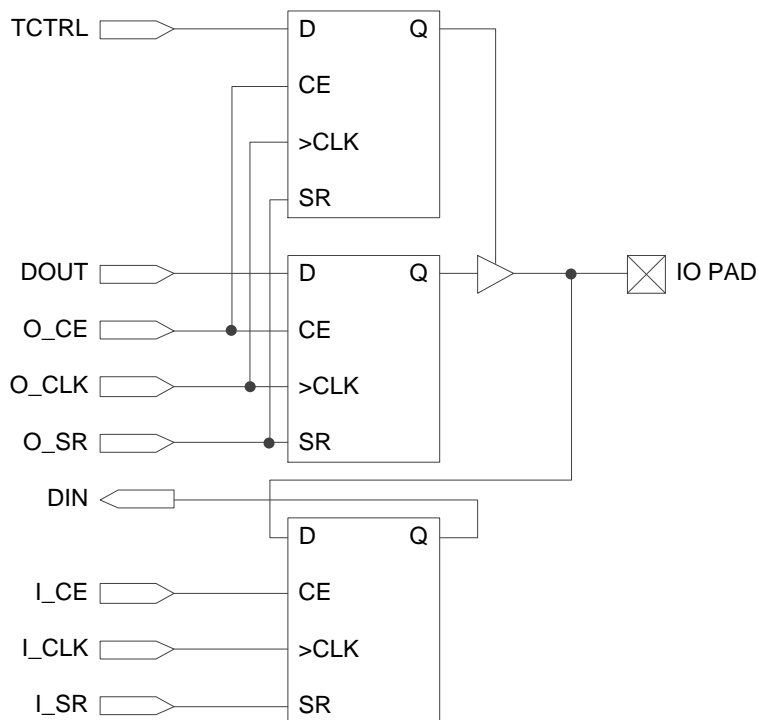 TCTRL
D Q
CE
>CLK
SR
DOUT
D Q
IO PAD
O_CE
CE
O_CLK
>CLK
O_SR
SR
DIN
D Q
I_CE
CE
I_CLK
>CLK
I_SR
SR